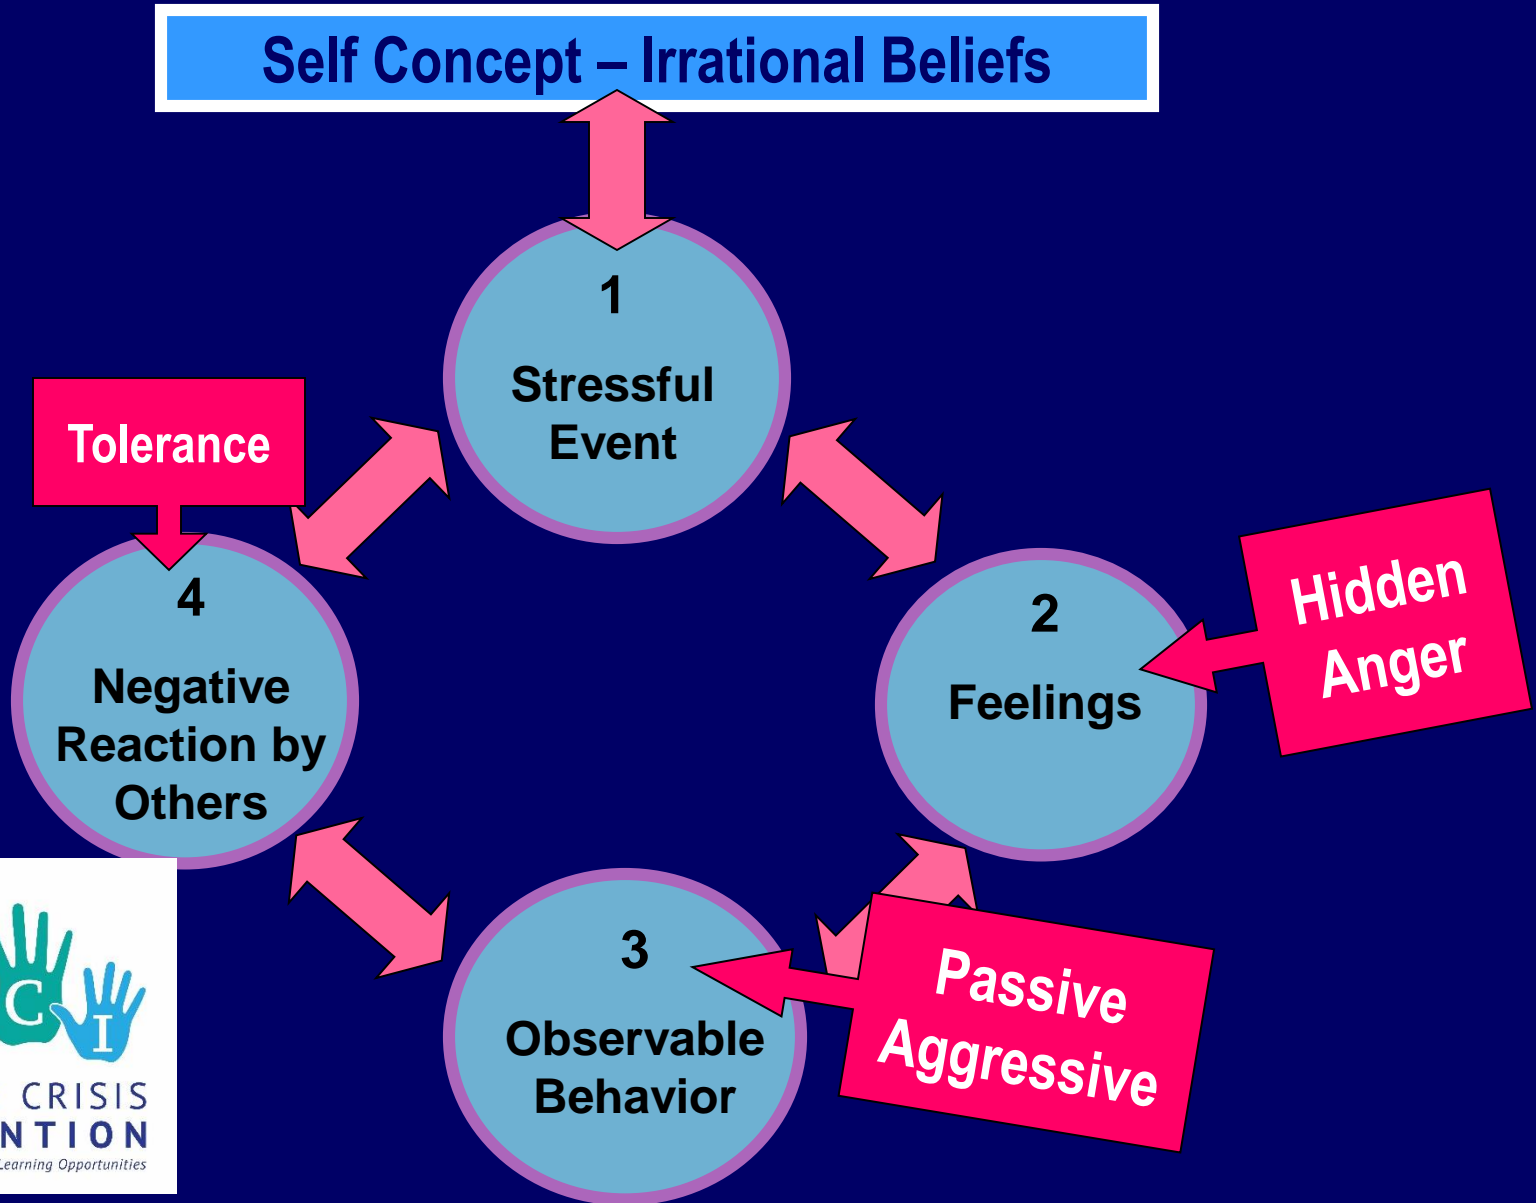 Self Concept – Irrational Beliefs
1
Stressful
Event
Tolerance
4
Negative
Reaction by
Others
2
Feelings
Hidden
Anger
3
Observable
Behavior
Passive
Aggressive
C
I
CRISIS
NTION
Learning Opportunities